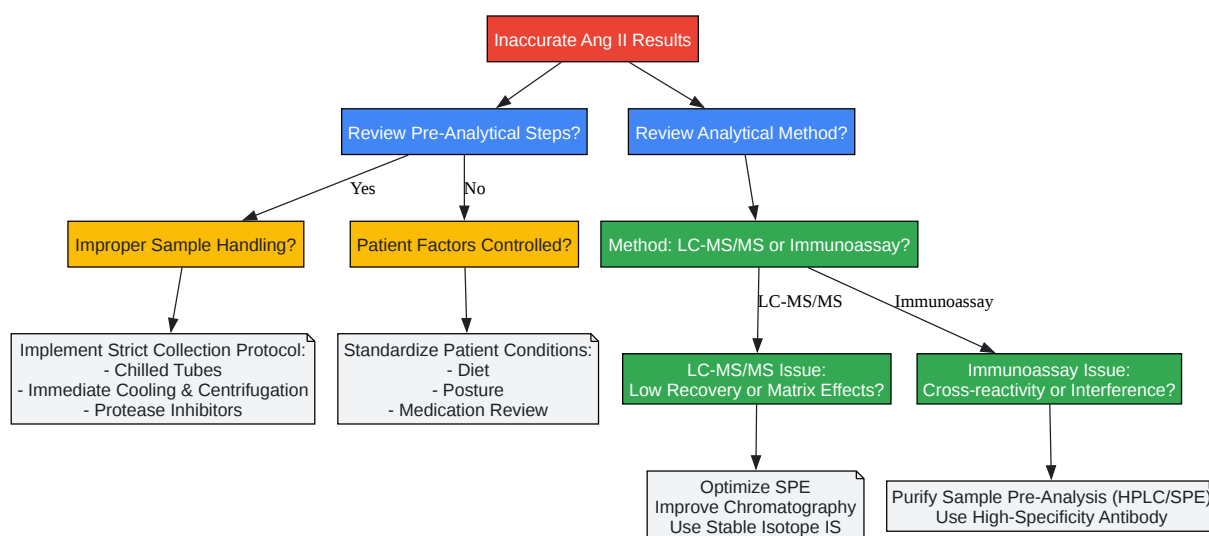 Inaccurate Ang II Results
Review Pre-Analytical Steps?
Review Analytical Method?
Yes
No
Improper Sample Handling?
Patient Factors Controlled?
Method: LC-MS/MS or Immunoassay?
LC-MS/MS
Immunoassay
Implement Strict Collection Protocol:
- Chilled Tubes
- Immediate Cooling & Centrifugation
- Protease Inhibitors
Standardize Patient Conditions:
- Diet
- Posture
- Medication Review
LC-MS/MS Issue:
Low Recovery or Matrix Effects?
Immunoassay Issue:
Cross-reactivity or Interference?
Optimize SPE
Improve Chromatography
Use Stable Isotope IS
Purify Sample Pre-Analysis (HPLC/SPE)
Use High-Specificity Antibody